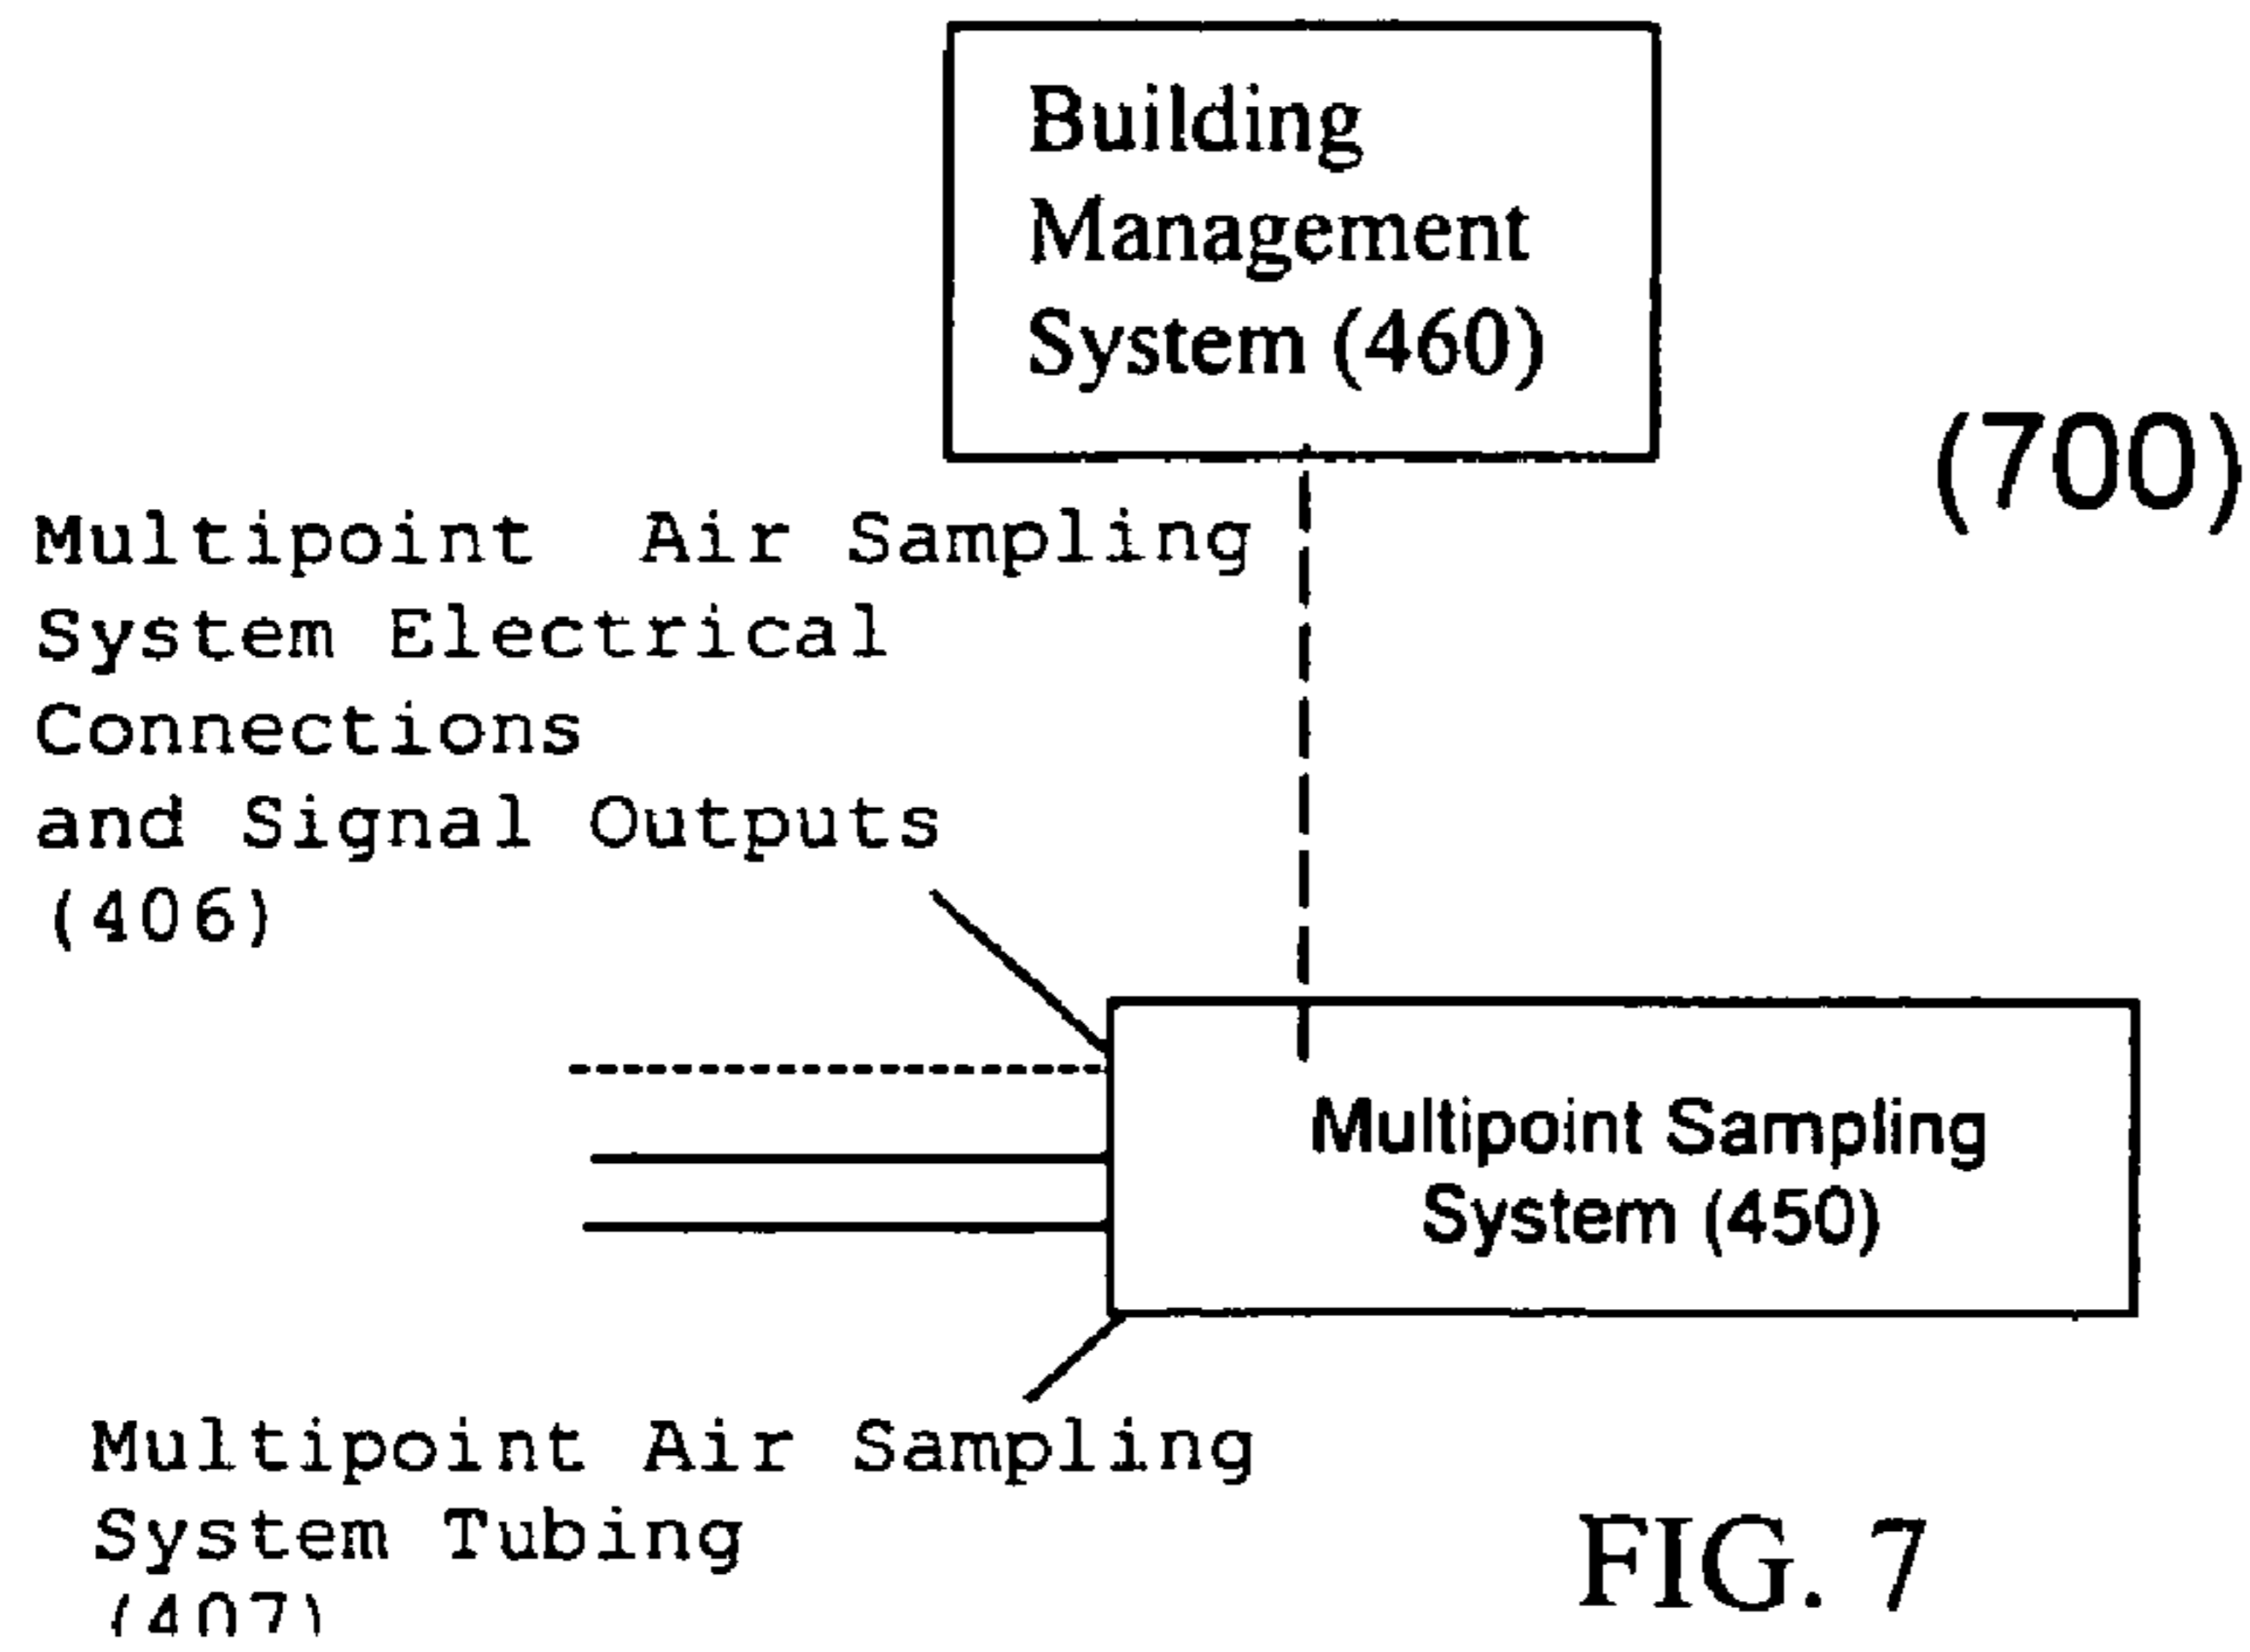 Building
Management
System (460)
(700)
Multipoint Air Sampling
System Electrical
Connections
and Signal Outputs
(406)
Multipoint Sampling
System (450)
Multipoint Air Sampling
System Tubing
(407)
FIG. 7